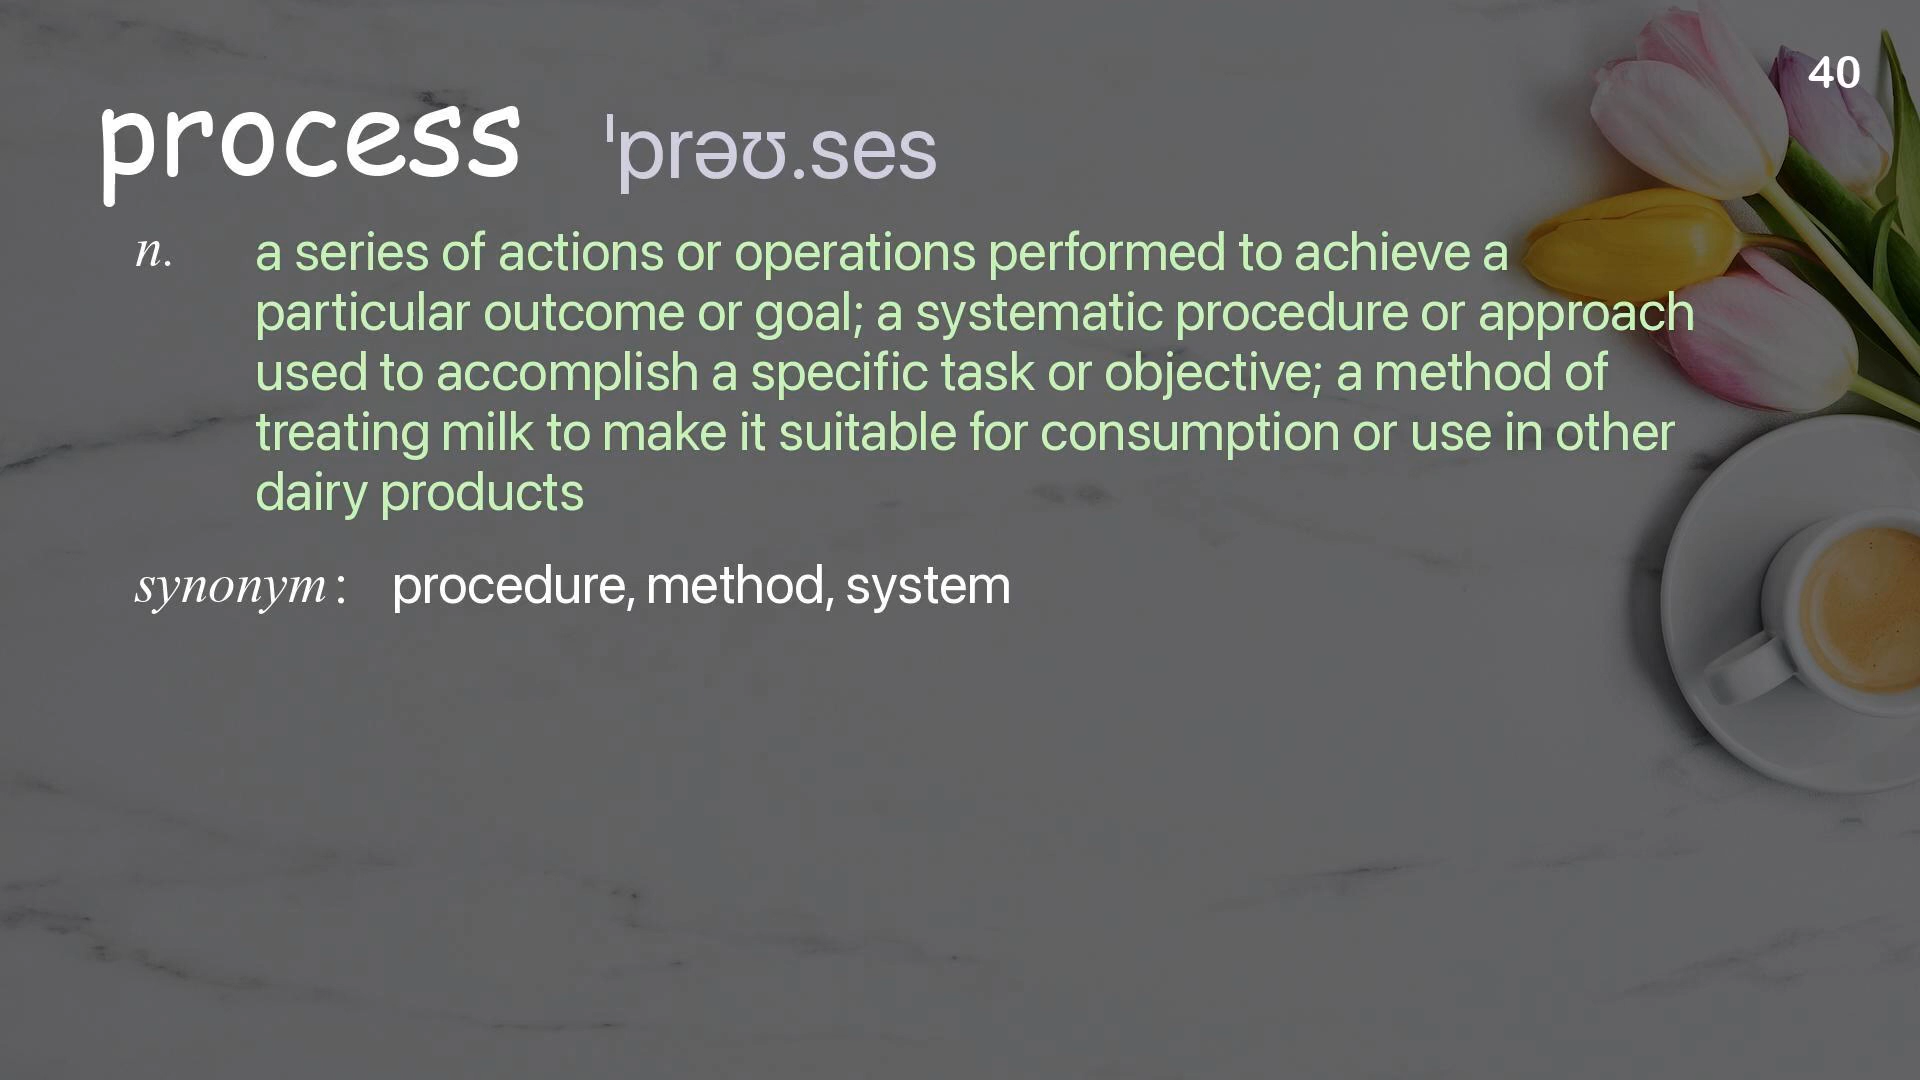 40
process ˈprəʊ.ses
n. a series of actions or operations performed to achieve a
particular outcome or goal; a systematic procedure or approach
used to accomplish a specific task or objective; a method of
treating milk to make it suitable for consumption or use in other
dairy products
synonym: procedure, method, system